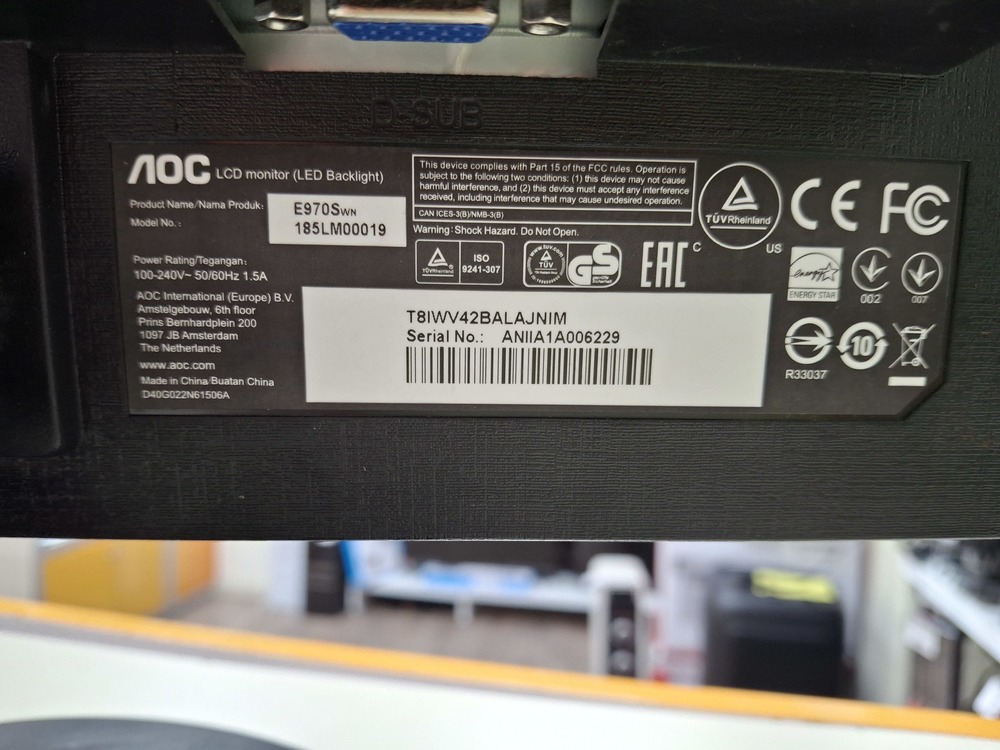 D-SUB
AOC LCD monitor (LED Backlight)
Product Name/Nama Produk: E970SWN
Model No.: 185LM00019
Power Rating/Tegangan:
100-240V~ 50/60Hz 1.5A
AOC International (Europe) B.V.
Amstelgebouw, 6th floor
Prins Bernhardplein 200
1097 JB Amsterdam
The Netherlands
www.aoc.com
Made in China/Buatan China
D40G022N61506A
This device complies with Part 15 of the FCC rules. Operation is
subject to the following two conditions: (1) this device may not cause
harmful interference, and (2) this device must accept any interference
received, including interference that may cause undesired operation.
CAN ICES-3(B)/NMB-3(B)
Warning: Shock Hazard. Do Not Open.
TÜVRheinland
ISO
9241-307
TÜV
GS
EAC
TÜVRheinland
C US
CE FC
energy
ENERGY STAR
002
007
T8IWV42BALAJNIM
Serial No.: ANIIA1A006229
R33037
10